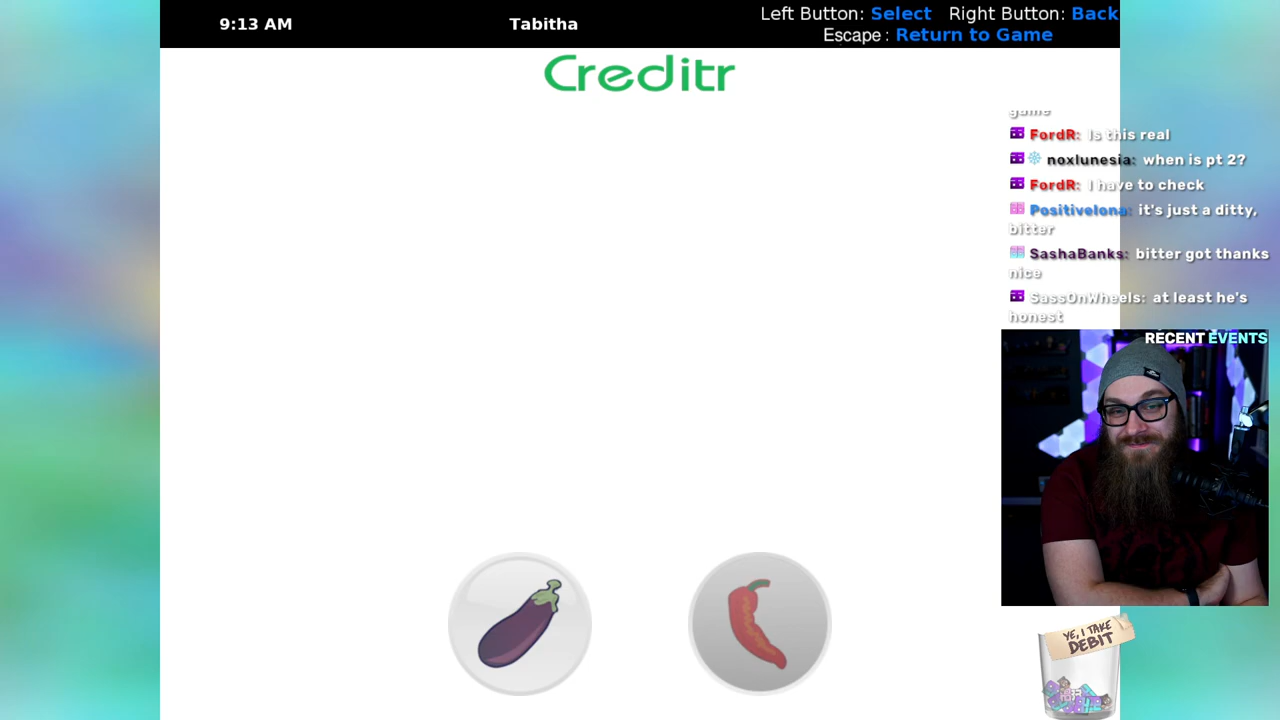 9:13 AM
Tabitha
Left Button: Select Right Button: Back
Escape : Return to Game
Creditr
game
FordR: Is this real
noxlunesia: when is pt 2?
FordR: I have to check
PositiveIona: it's just a ditty,
bitter
SashaBanks: bitter got thanks
nice
SassOnWheels: at least he's
honest
RECENT EVENTS
YE, I TAKE
DEBIT